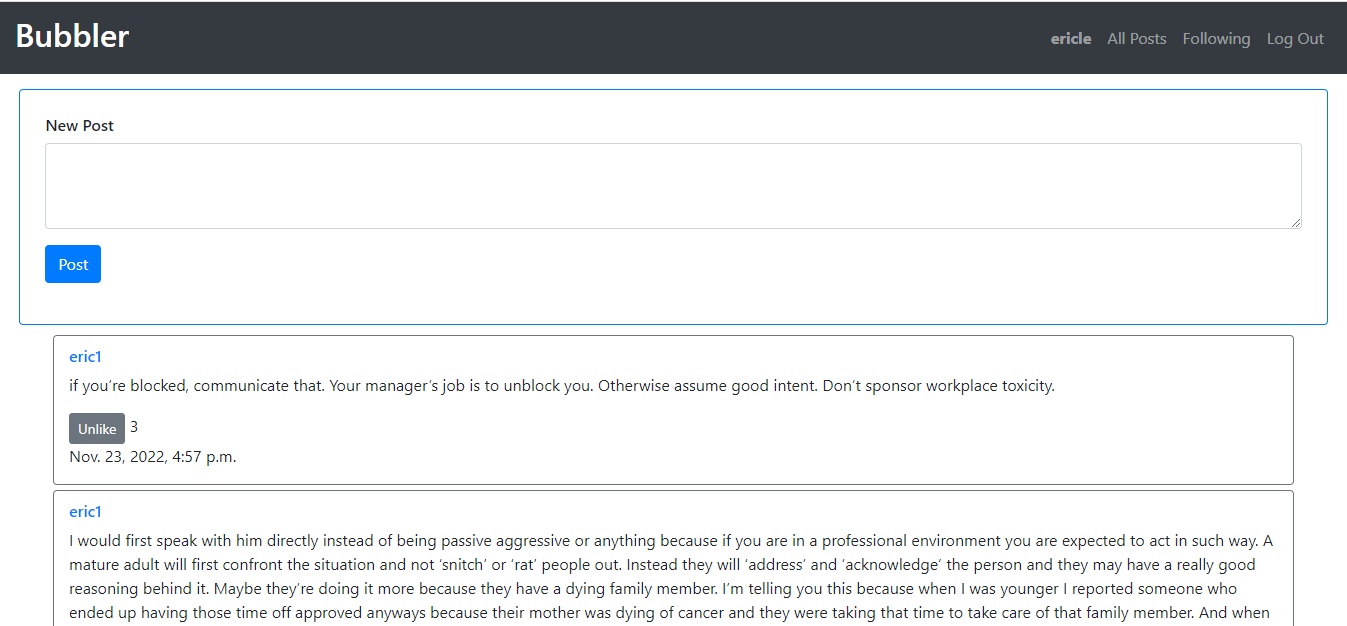 Bubbler
ericle All Posts Following Log Out
New Post
Post
eric1
if you’re blocked, communicate that. Your manager’s job is to unblock you. Otherwise assume good intent. Don’t sponsor workplace toxicity.
Unlike 3
Nov. 23, 2022, 4:57 p.m.
eric1
I would first speak with him directly instead of being passive aggressive or anything because if you are in a professional environment you are expected to act in such way. A
mature adult will first confront the situation and not ‘snitch’ or ‘rat’ people out. Instead they will ‘address’ and ‘acknowledge’ the person and they may have a really good
reasoning behind it. Maybe they’re doing it more because they have a dying family member. I’m telling you this because when I was younger I reported someone who
ended up having those time off approved anyways because their mother was dying of cancer and they were taking that time to take care of that family member. And when